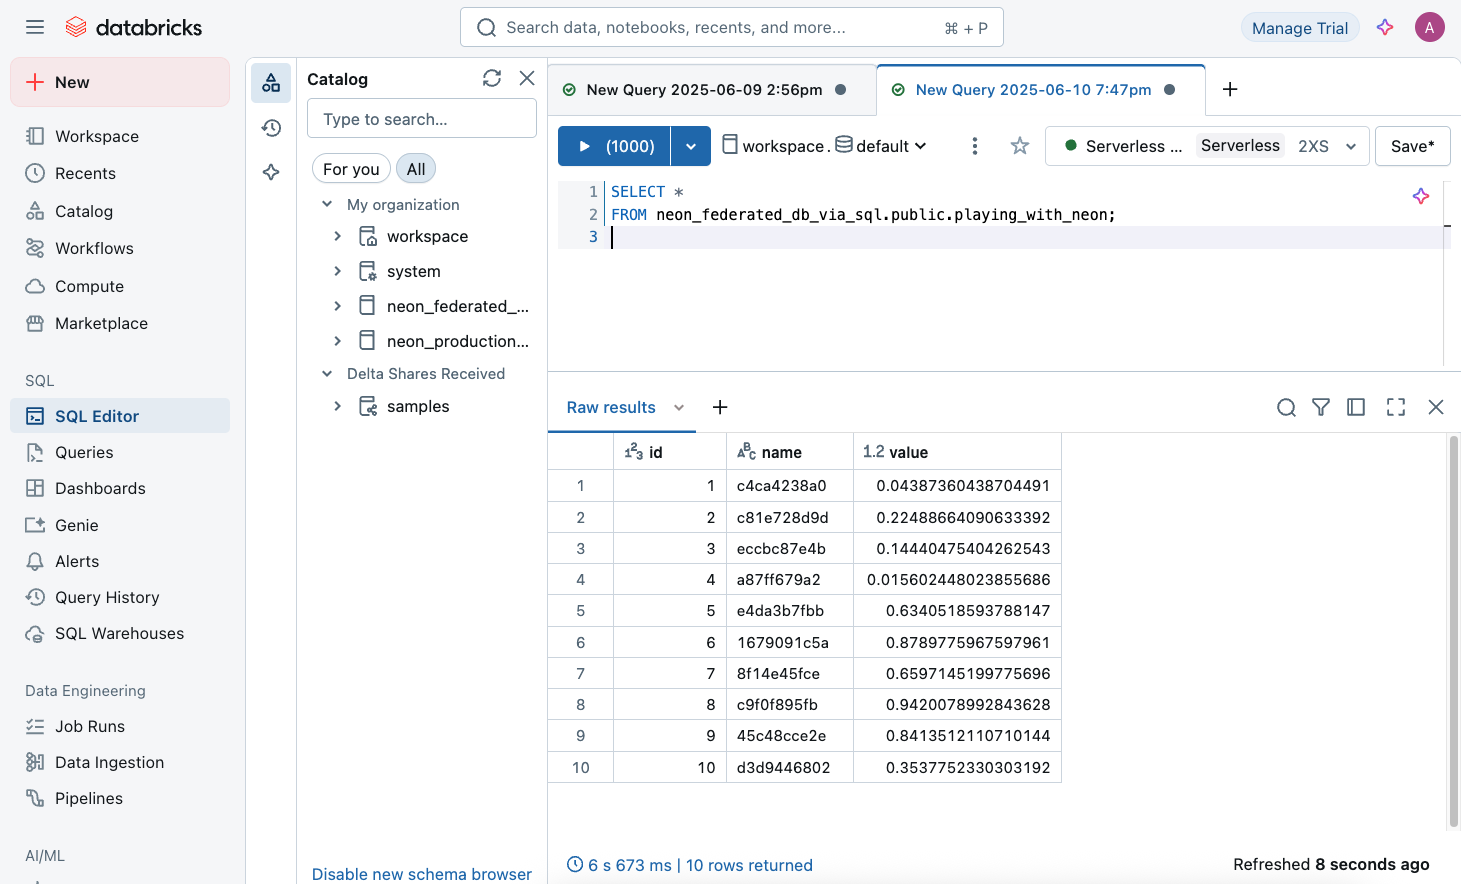 databricks
Search data, notebooks, recents, and more...
⌘ + P
Manage Trial
A
New
Workspace
Recents
Catalog
Workflows
Compute
Marketplace
SQL
SQL Editor
Queries
Dashboards
Genie
Alerts
Query History
SQL Warehouses
Data Engineering
Job Runs
Data Ingestion
Pipelines
AI/ML
Catalog
Type to search...
For you
All
My organization
workspace
system
neon_federated_...
neon_production...
Delta Shares Received
samples
Disable new schema browser
New Query 2025-06-09 2:56pm
New Query 2025-06-10 7:47pm
(1000)
workspace . default
Serverless ... Serverless 2XS
Save*
1 SELECT *
2 FROM neon_federated_db_via_sql.public.playing_with_neon;
3
Raw results
1²3 id ABC name 1.2 value
1 1 c4ca4238a0 0.04387360438704491
2 2 c81e728d9d 0.22488664090633392
3 3 eccbc87e4b 0.14440475404262543
4 4 a87ff679a2 0.015602448023855686
5 5 e4da3b7fbb 0.6340518593788147
6 6 1679091c5a 0.8789775967597961
7 7 8f14e45fce 0.6597145199775696
8 8 c9f0f895fb 0.9420078992843628
9 9 45c48cce2e 0.8413512110710144
10 10 d3d9446802 0.3537752330303192
6 s 673 ms | 10 rows returned
Refreshed 8 seconds ago